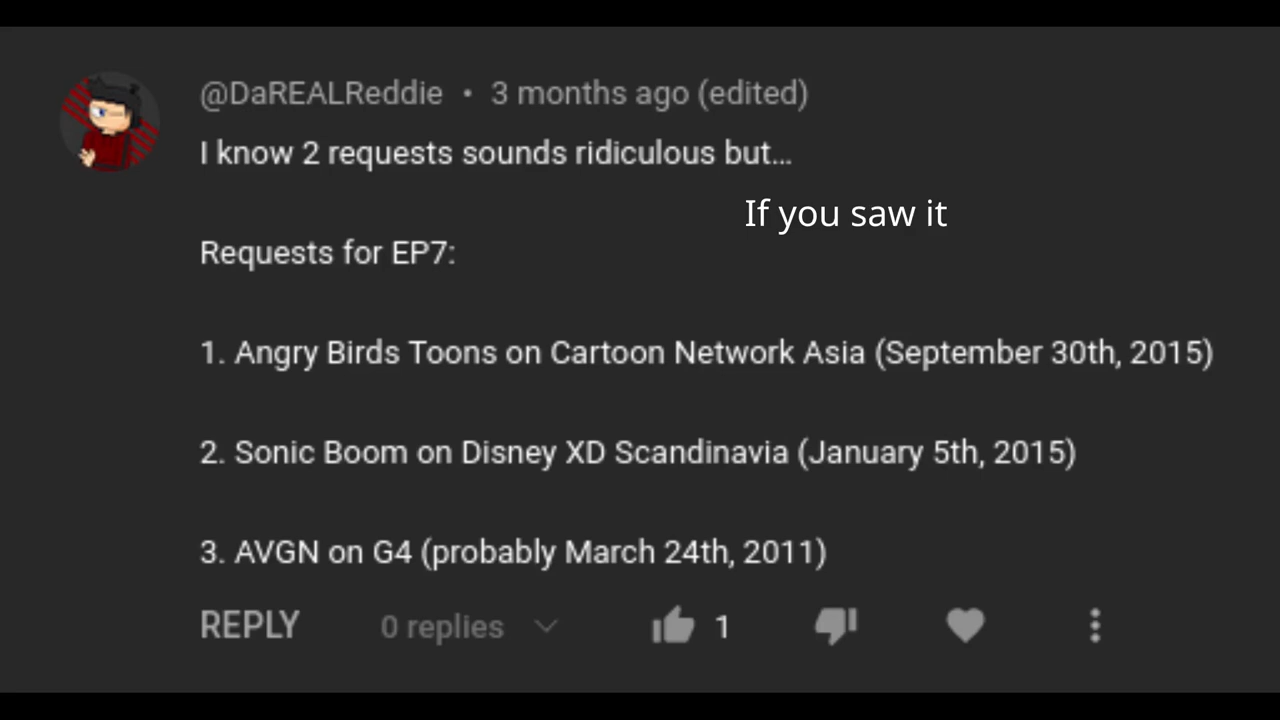 @DaREALReddie • 3 months ago (edited)
I know 2 requests sounds ridiculous but...
If you saw it
Requests for EP7:
1. Angry Birds Toons on Cartoon Network Asia (September 30th, 2015)
2. Sonic Boom on Disney XD Scandinavia (January 5th, 2015)
3. AVGN on G4 (probably March 24th, 2011)
REPLY 0 replies 1